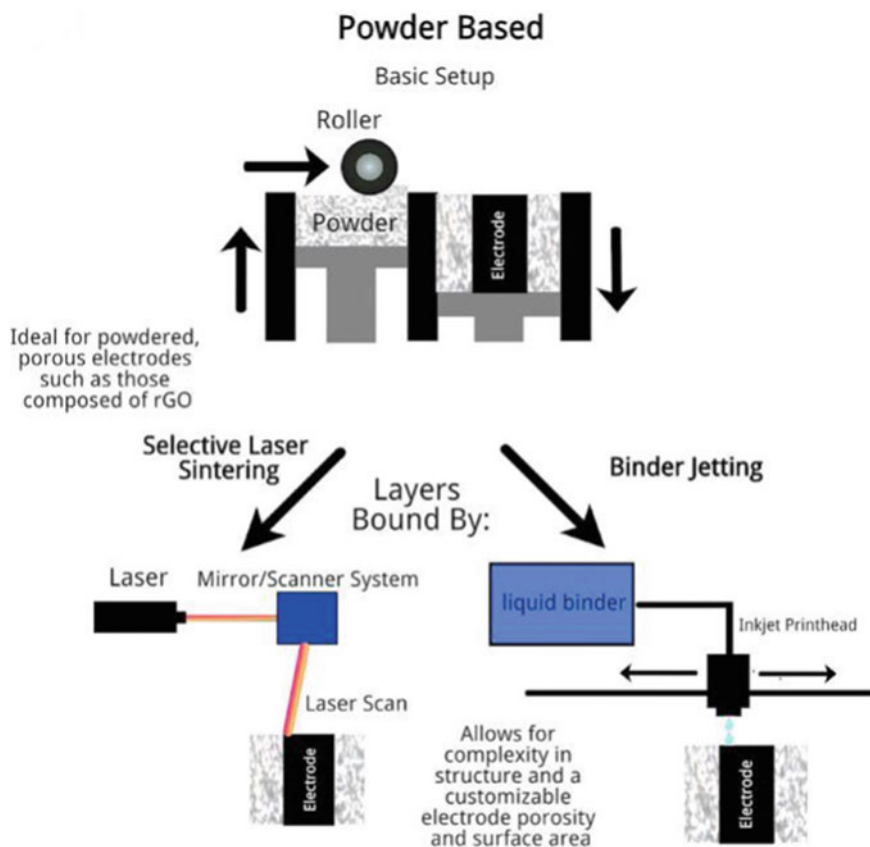 Powder Based
Basic Setup
Roller
Powder
Electrode
Ideal for powdered,
porous electrodes
such as those
composed of rGO
Selective Laser
Sintering
Layers
Bound By:
Binder Jetting
Laser
Mirror/Scanner System
Laser Scan
Electrode
liquid binder
Inkjet Printhead
Allows for
complexity in
structure and a
customizable
electrode porosity
and surface area
Electrode